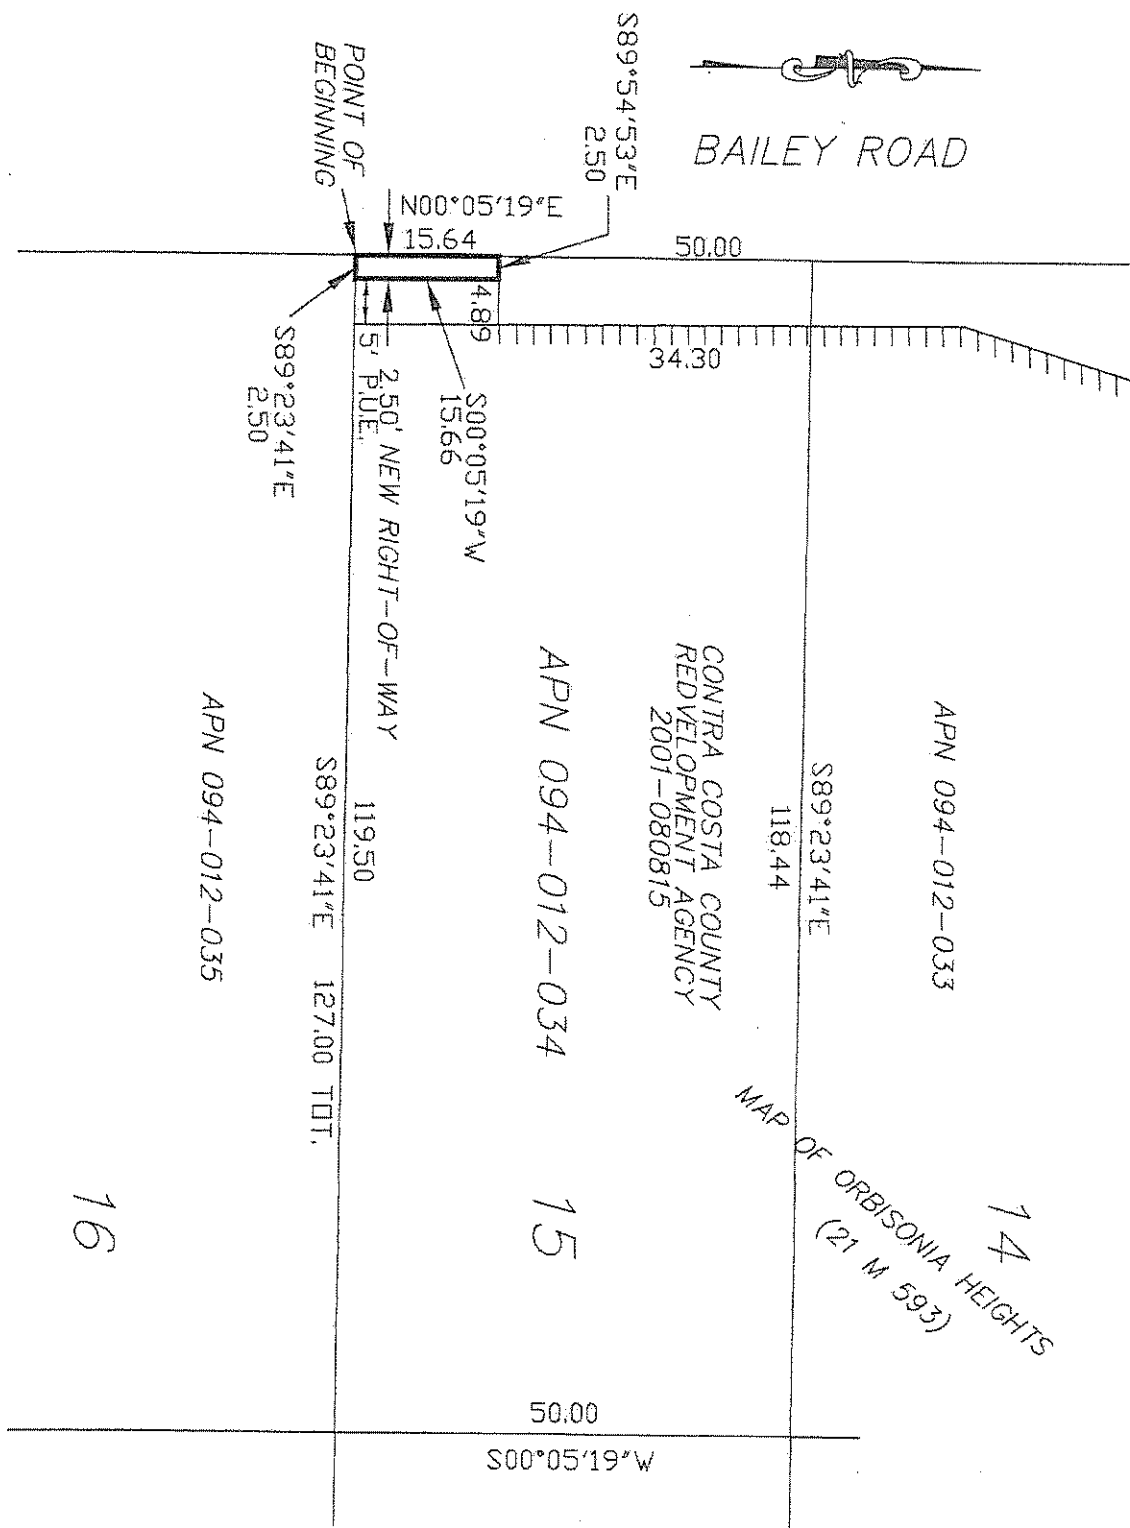 BAILEY ROAD
S89°54'53"E
2.50
POINT OF
BEGINNING
N00°05'19"E
15.64
50.00
4.89
34.30
S89°23'41"E
2.50
5' P.U.E.
2.50' NEW RIGHT-OF-WAY
S00°05'19"W
15.66
CONTRA COSTA COUNTY
REDVELOPMENT AGENCY
2001-080815
APN 094-012-034
APN 094-012-033
S89°23'41"E
118.44
APN 094-012-035
119.50
S89°23'41"E 127.00 TOT.
MAP OF ORBISONIA HEIGHTS
(21 M 593)
14
15
16
50.00
S00°05'19"W